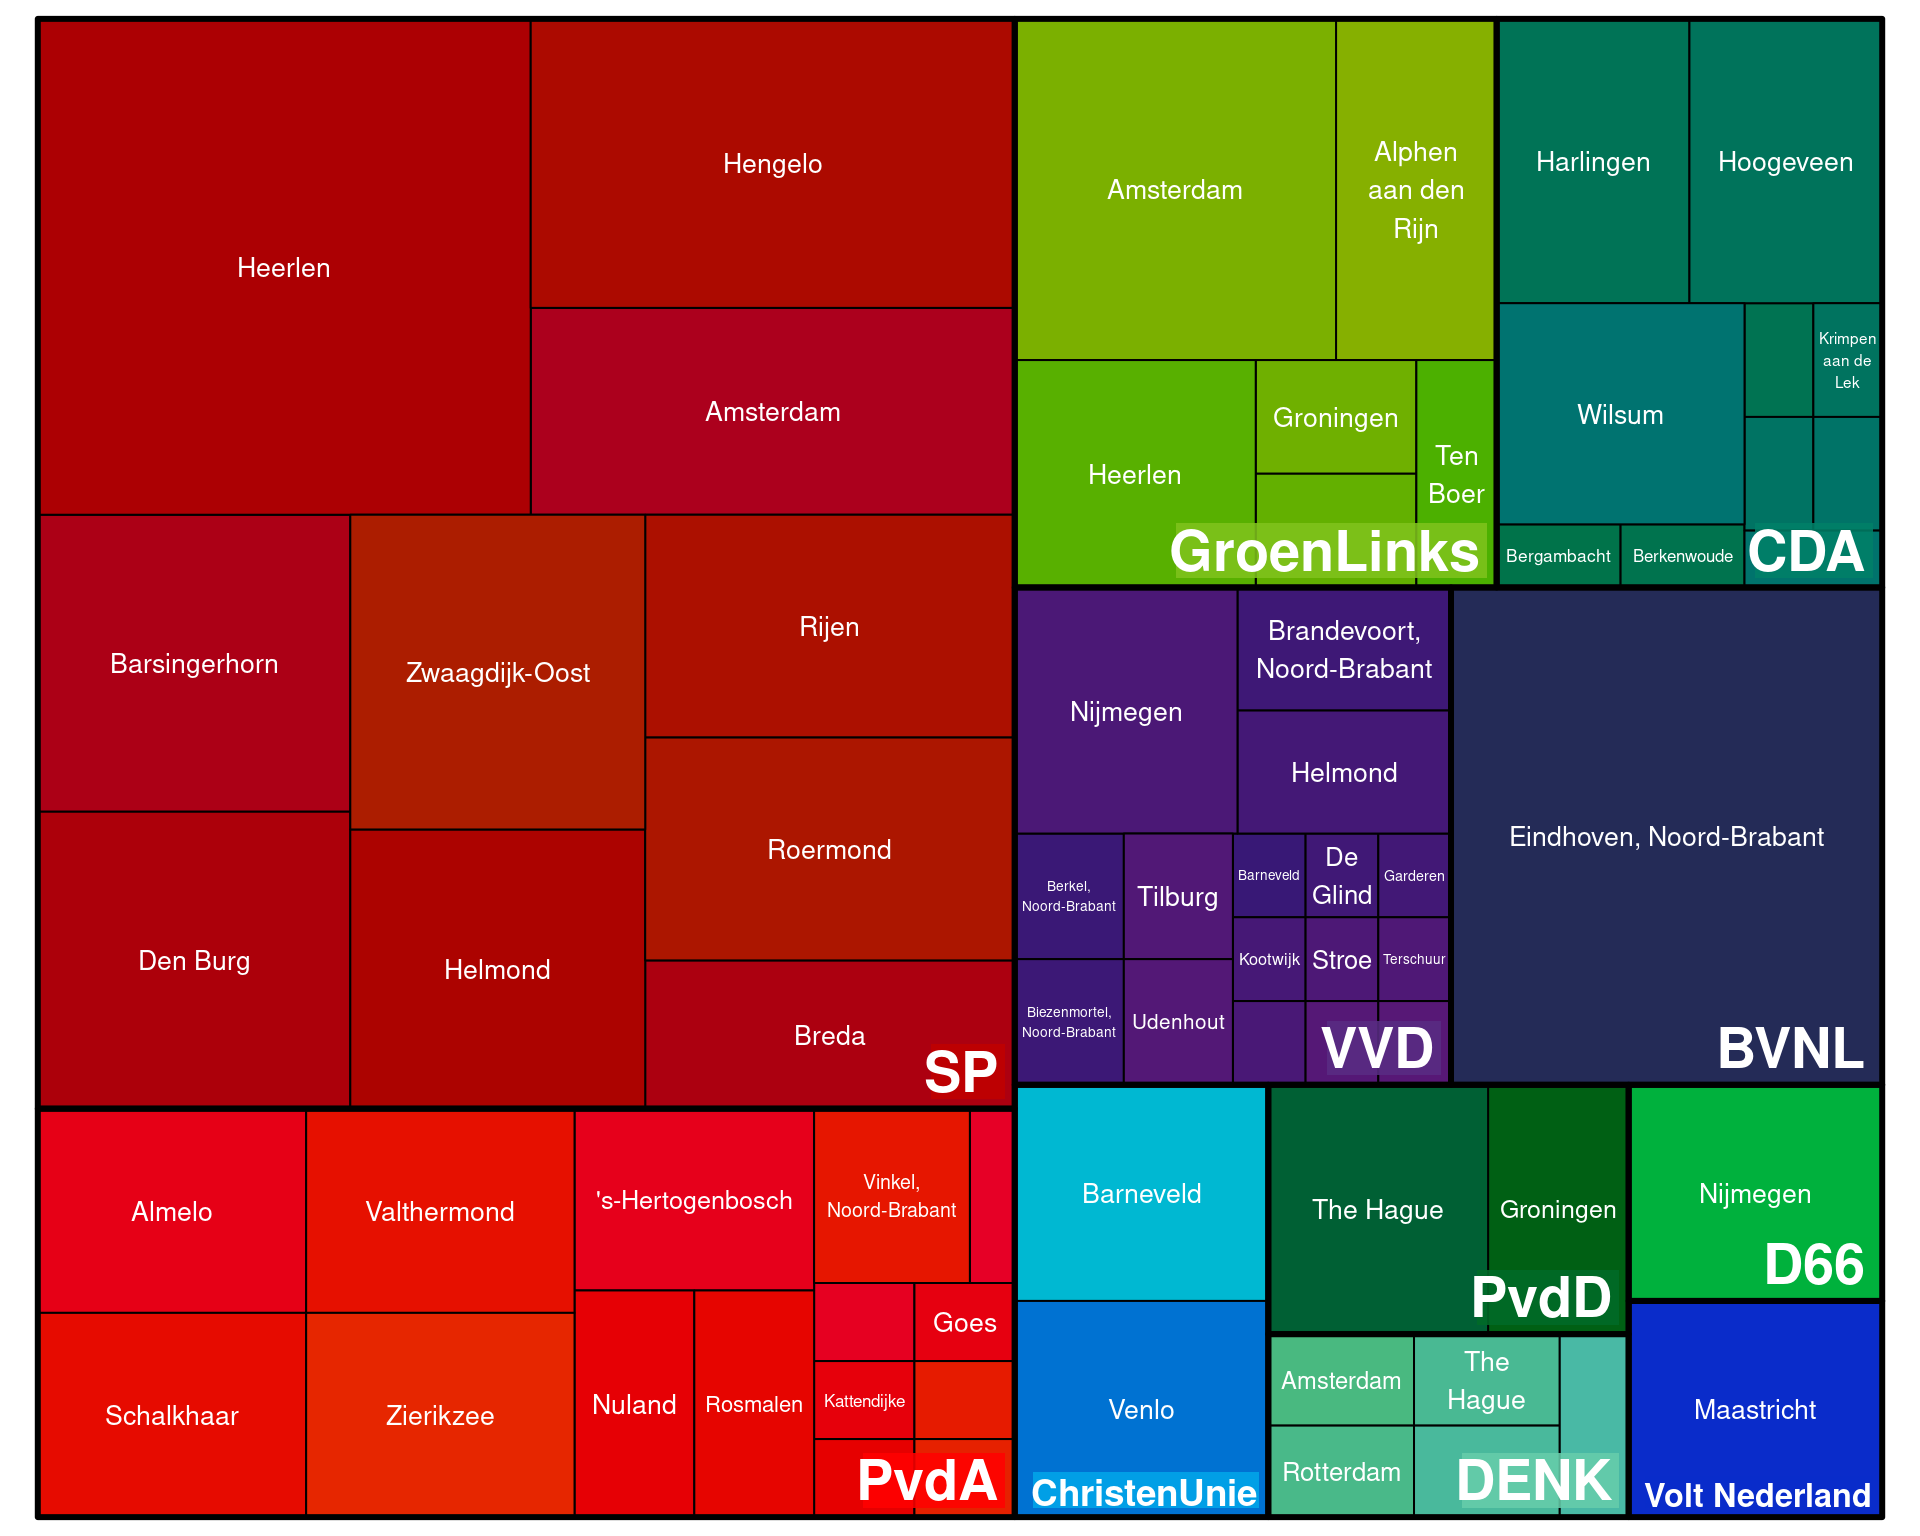 Heerlen
Hengelo
Amsterdam
Barsingerhorn
Zwaagdijk-Oost
Rijen
Roermond
Den Burg
Helmond
Breda
SP
Amsterdam
Alphen
aan den
Rijn
Heerlen
Groningen
Ten
Boer
GroenLinks
Harlingen
Hoogeveen
Wilsum
Krimpen
aan de
Lek
Bergambacht
Berkenwoude
CDA
Nijmegen
Brandevoort,
Noord-Brabant
Helmond
Berkel,
Noord-Brabant
Tilburg
Barneveld
De
Glind
Garderen
Kootwijk
Stroe
Terschuur
Biezenmortel,
Noord-Brabant
Udenhout
VVD
Eindhoven, Noord-Brabant
BVNL
Almelo
Valthermond
's-Hertogenbosch
Vinkel,
Noord-Brabant
Schalkhaar
Zierikzee
Nuland
Rosmalen
Goes
Kattendijke
PvdA
Barneveld
Venlo
ChristenUnie
The Hague
Groningen
PvdD
Amsterdam
The
Hague
Rotterdam
DENK
Nijmegen
D66
Maastricht
Volt Nederland